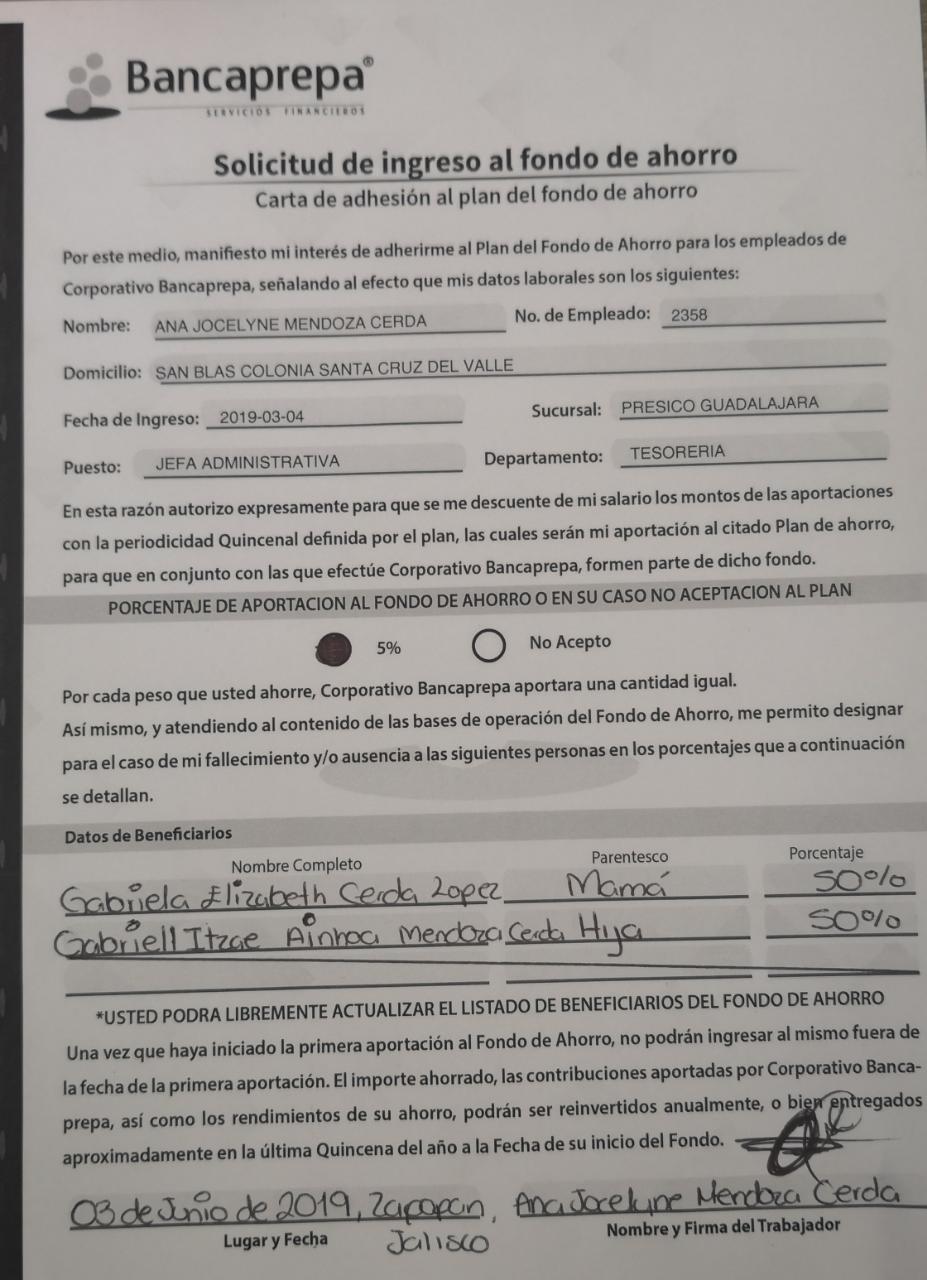 Bancaprepa®
SERVICIOS FINANCIEROS
Solicitud de ingreso al fondo de ahorro
Carta de adhesión al plan del fondo de ahorro
Por este medio, manifiesto mi interés de adherirme al Plan del Fondo de Ahorro para los empleados de
Corporativo Bancaprepa, señalando al efecto que mis datos laborales son los siguientes:
Nombre: ANA JOCELYNE MENDOZA CERDA No. de Empleado: 2358
Domicilio: SAN BLAS COLONIA SANTA CRUZ DEL VALLE
Fecha de Ingreso: 2019-03-04 Sucursal: PRESICO GUADALAJARA
Puesto: JEFA ADMINISTRATIVA Departamento: TESORERIA
En esta razón autorizo expresamente para que se me descuente de mi salario los montos de las aportaciones
con la periodicidad Quincenal definida por el plan, las cuales serán mi aportación al citado Plan de ahorro,
para que en conjunto con las que efectúe Corporativo Bancaprepa, formen parte de dicho fondo.
PORCENTAJE DE APORTACION AL FONDO DE AHORRO O EN SU CASO NO ACEPTACION AL PLAN
5% No Acepto
Por cada peso que usted ahorre, Corporativo Bancaprepa aportara una cantidad igual.
Así mismo, y atendiendo al contenido de las bases de operación del Fondo de Ahorro, me permito designar
para el caso de mi fallecimiento y/o ausencia a las siguientes personas en los porcentajes que a continuación
se detallan.
Datos de Beneficiarios
Nombre Completo Parentesco Porcentaje
Gabriela Elizabeth Cerda Lopez Mamá 50%
Gabriell Itzae Ainhoa Mendoza Cerda Hija 50%
*USTED PODRA LIBREMENTE ACTUALIZAR EL LISTADO DE BENEFICIARIOS DEL FONDO DE AHORRO
Una vez que haya iniciado la primera aportación al Fondo de Ahorro, no podrán ingresar al mismo fuera de
la fecha de la primera aportación. El importe ahorrado, las contribuciones aportadas por Corporativo Banca-
prepa, así como los rendimientos de su ahorro, podrán ser reinvertidos anualmente, o bien entregados
aproximadamente en la última Quincena del año a la Fecha de su inicio del Fondo.
03 de Junio de 2019, Zapopan, Ana Jocelyne Mendoza Cerda
Jalisco
Lugar y Fecha Nombre y Firma del Trabajador